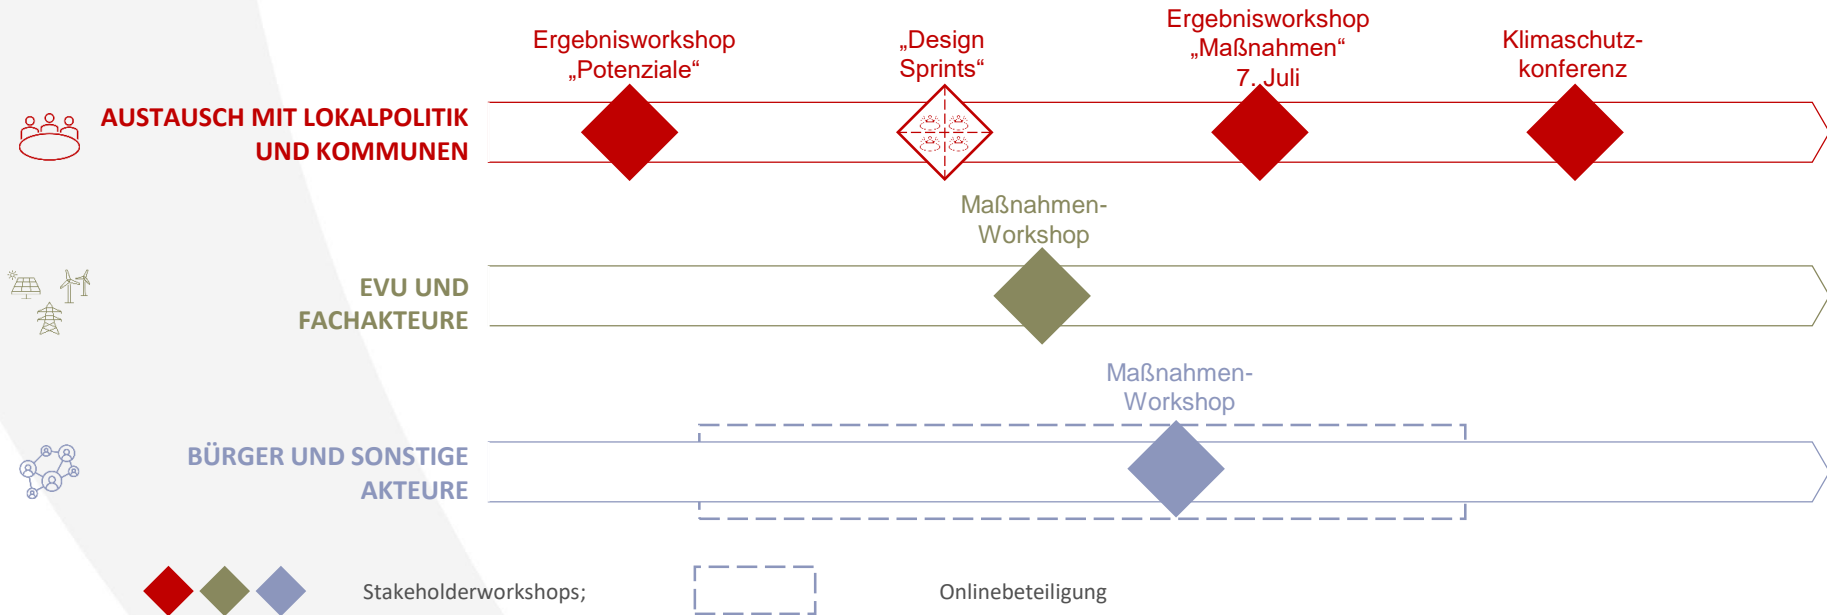 Ergebnisworkshop
„Potenziale“
„Design
Sprints“
Ergebnisworkshop
„Maßnahmen“
7. Juli
Klimaschutz-
konferenz
AUSTAUSCH MIT LOKALPOLITIK
UND KOMMUNEN
Maßnahmen-
Workshop
EVU UND
FACHAKTEURE
Maßnahmen-
Workshop
BÜRGER UND SONSTIGE
AKTEURE
Stakeholderworkshops;
Onlinebeteiligung